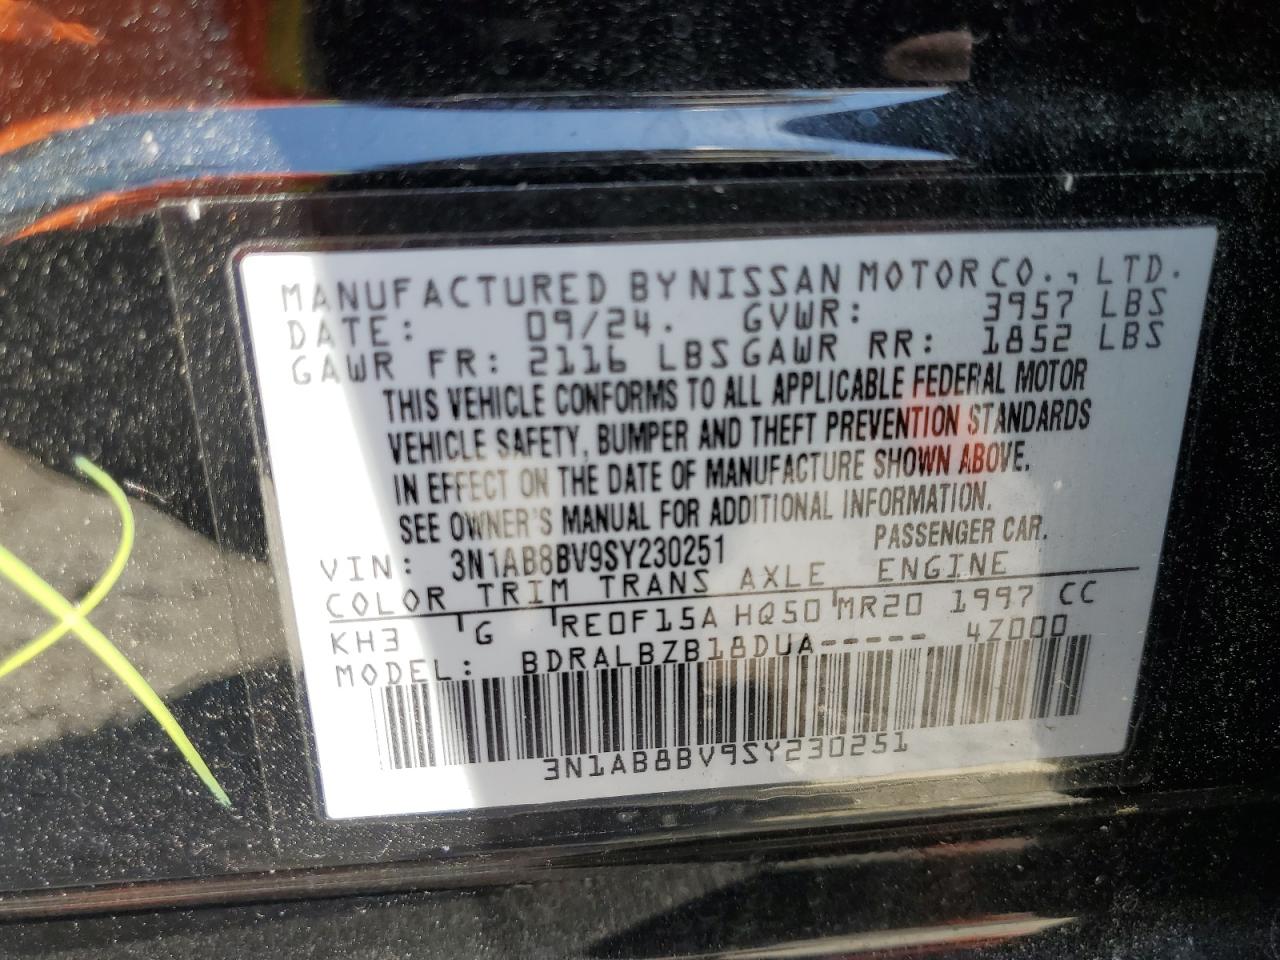 MANUFACTURED BY NISSAN MOTOR CO., LTD.
DATE: 09/24. GVWR: 3957 LBS
GAWR FR: 2116 LBS GAWR RR: 1852 LBS
THIS VEHICLE CONFORMS TO ALL APPLICABLE FEDERAL MOTOR
VEHICLE SAFETY, BUMPER AND THEFT PREVENTION STANDARDS
IN EFFECT ON THE DATE OF MANUFACTURE SHOWN ABOVE.
SEE OWNER'S MANUAL FOR ADDITIONAL INFORMATION.
VIN: 3N1AB8BV9SY230251 PASSENGER CAR.
COLOR TRIM TRANS AXLE ENGINE
KH3 G RE0F15A HQ50 MR20 1997 CC
MODEL: BDRALBZB18DUA----- 4Z000
3N1AB8BV9SY230251